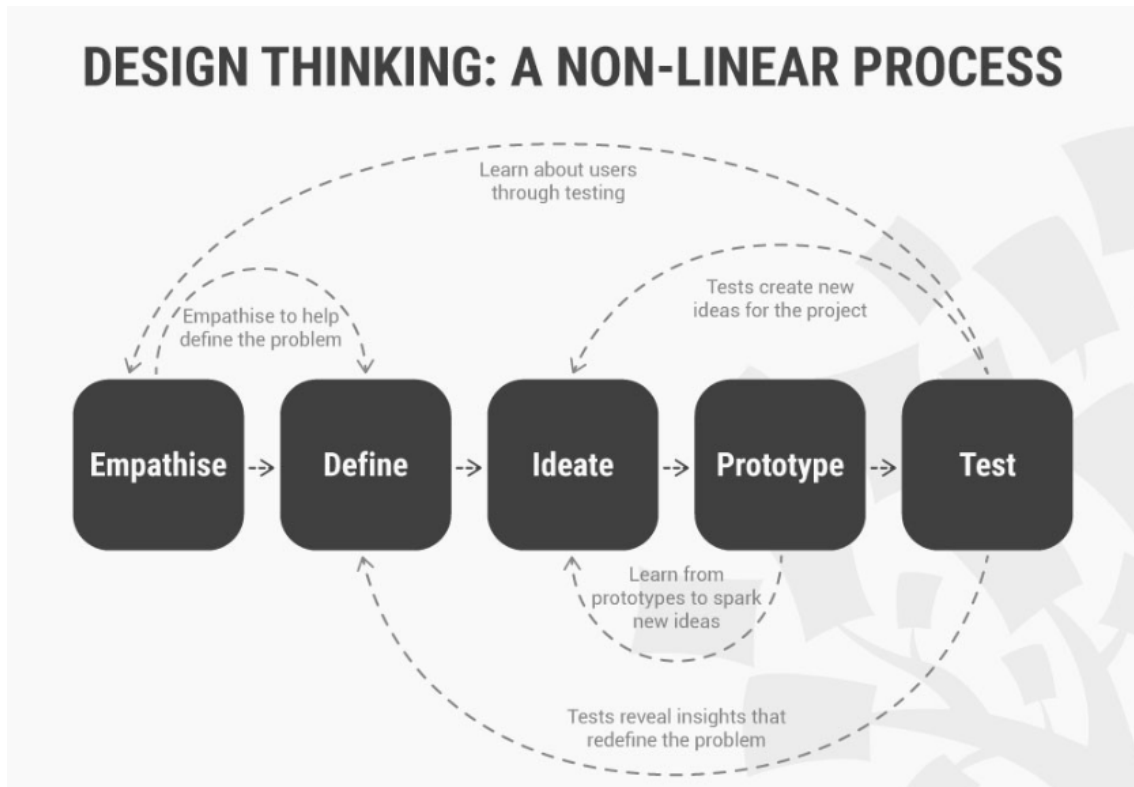 DESIGN THINKING: A NON-LINEAR PROCESS
Learn about users
through testing
Tests create new
ideas for the project
Empathise to help
define the problem
Empathise
Define
Ideate
Prototype
Test
Learn from
prototypes to spark
new ideas
Tests reveal insights that
redefine the problem